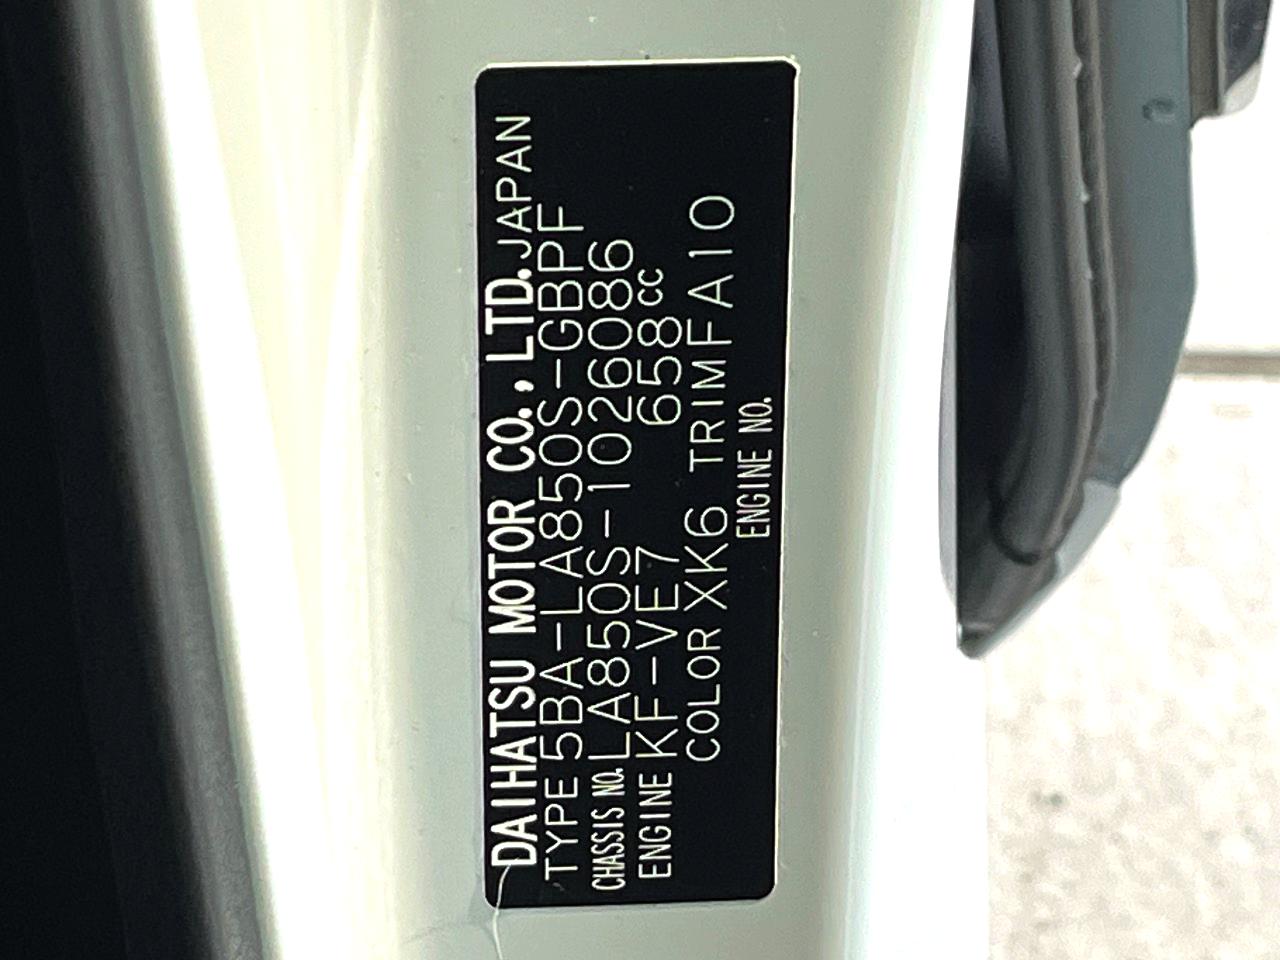 DAIHATSU MOTOR CO., LTD. JAPAN
TYPE 5BA-LA850S-GBPF
CHASSIS NO. LA850S-1026086
ENGINE KF-VE7 658cc
COLOR XK6 TRIM FA10
ENGINE NO.